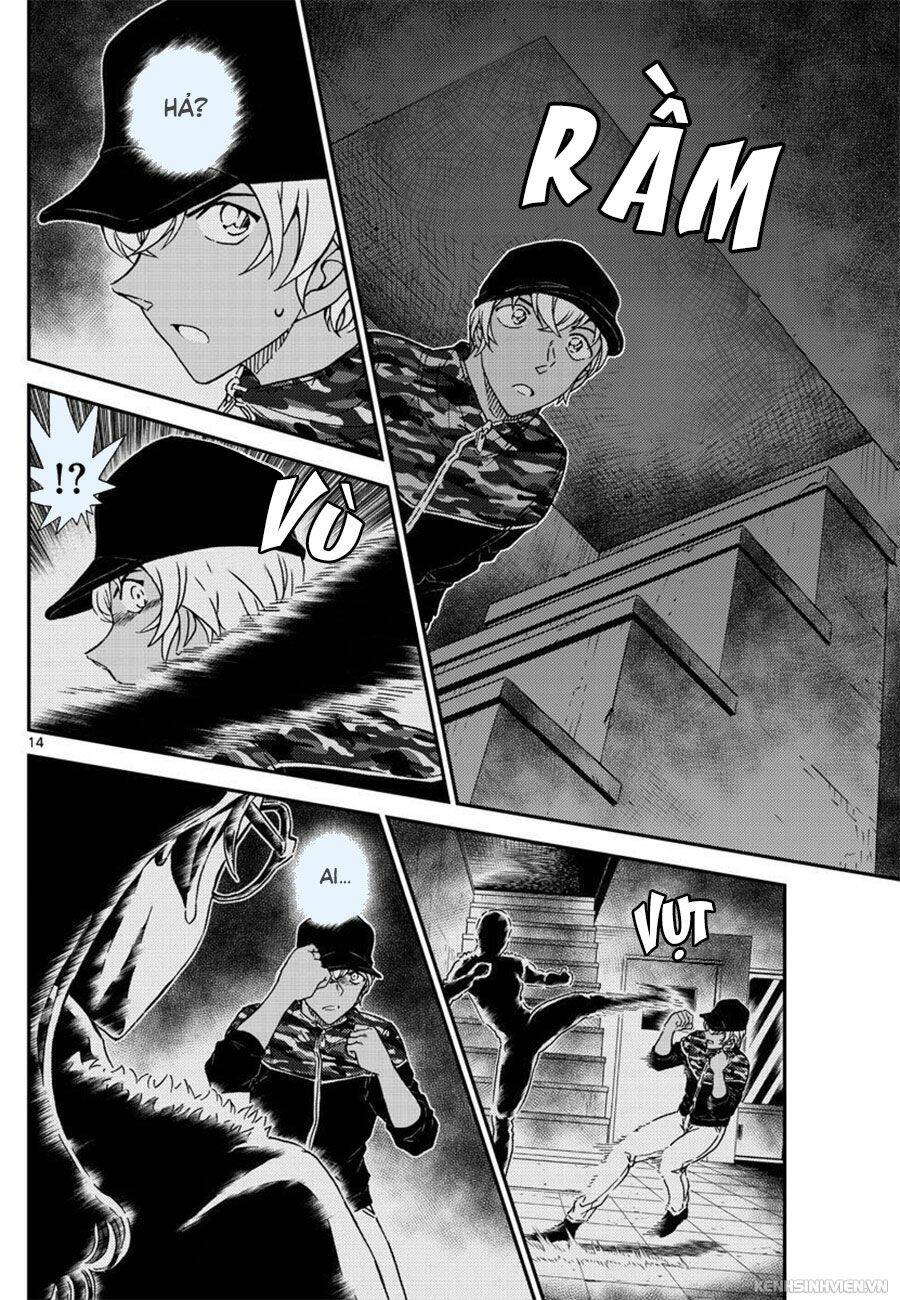 RẦM
HẢ?
!?
VÙ
14
VỤT
AI...
KENHSINHVIEN.VN